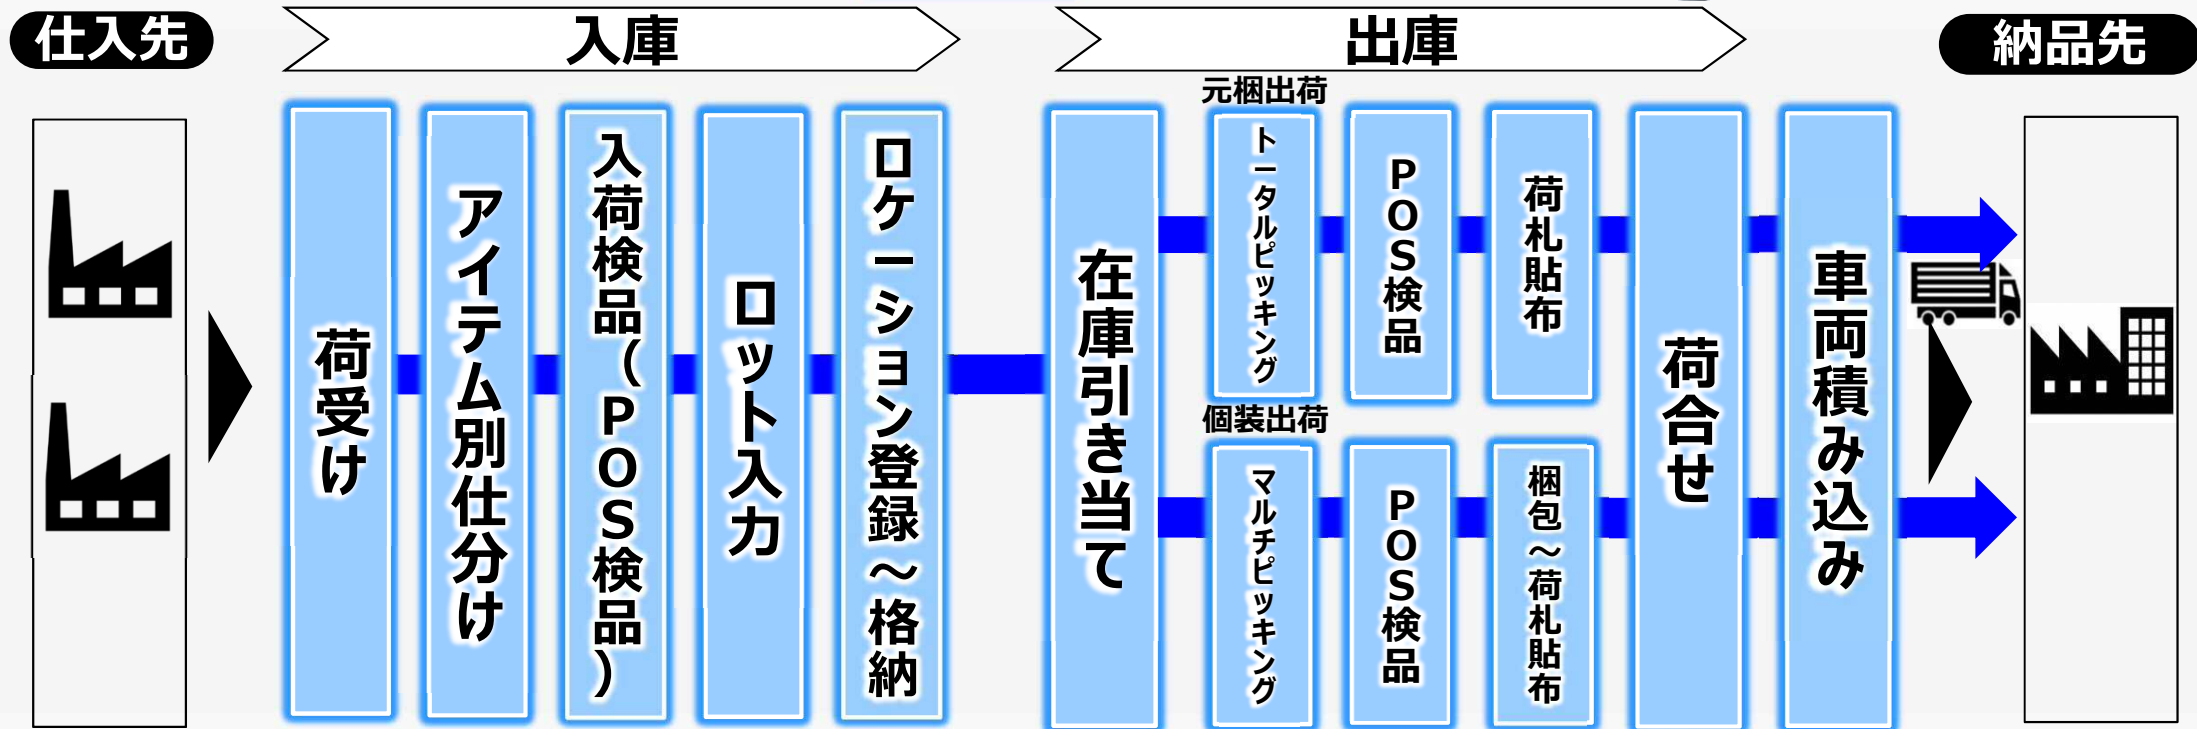 仕入先
入庫
出庫
納品先
荷受け
アイテム別仕分け
入荷検品（POS検品）
ロット入力
ロケーション登録～格納
在庫引き当て
元梱出荷
トータルピッキング
POS検品
荷札貼布
個装出荷
マルチピッキング
POS検品
梱包～荷札貼布
荷合せ
車両積み込み